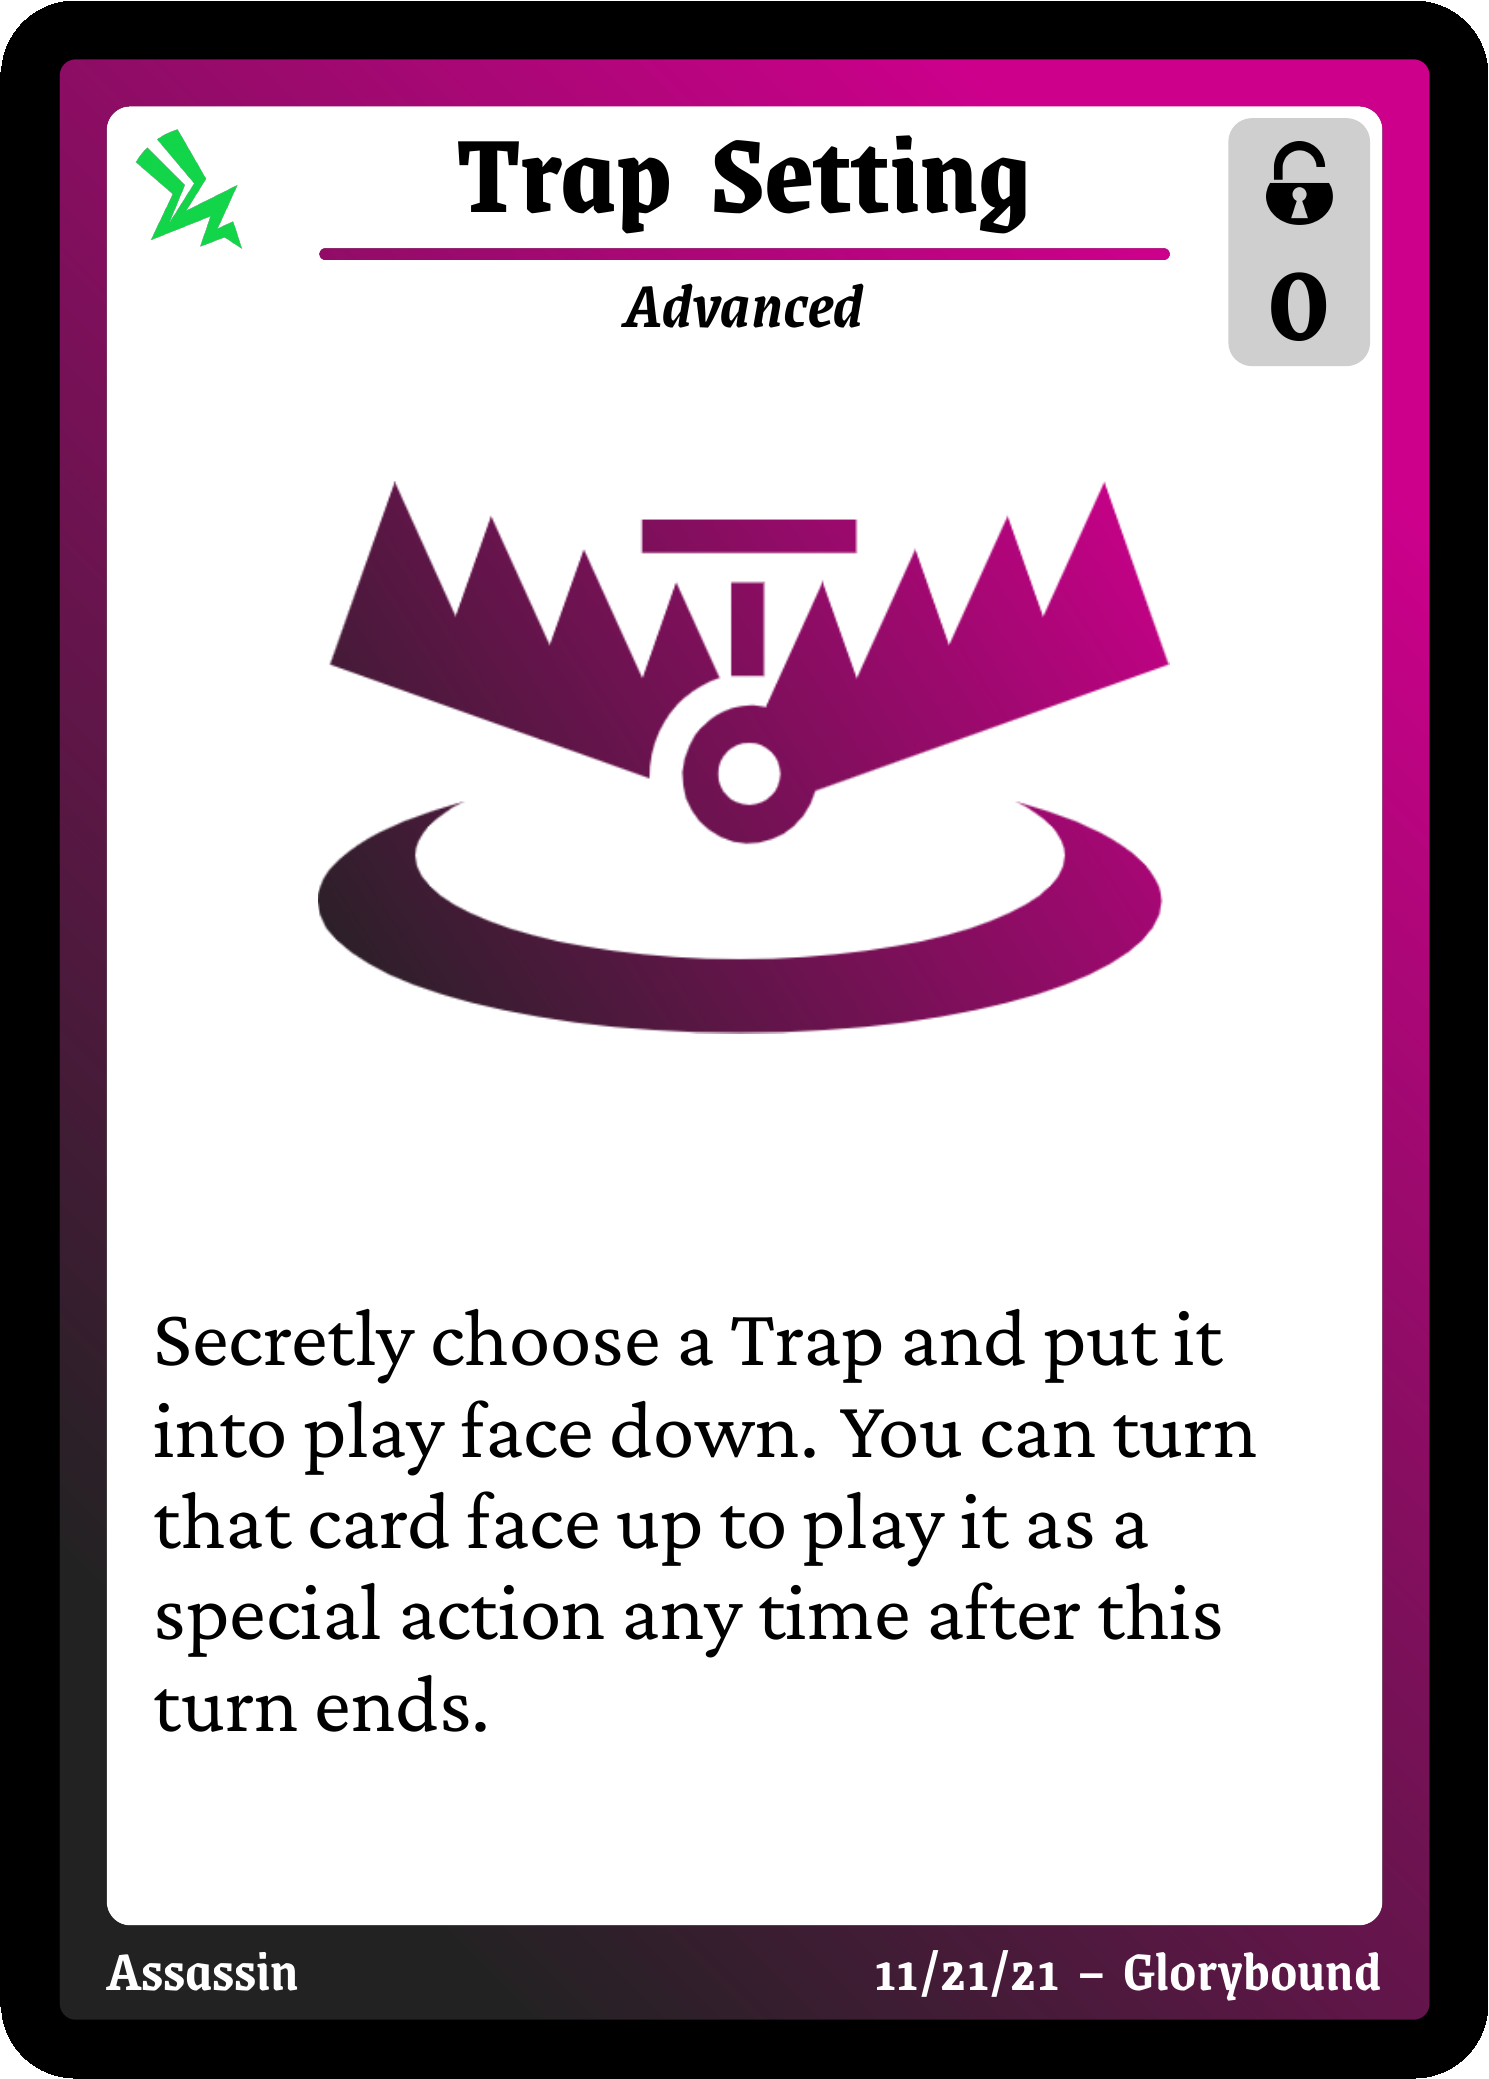 Trap Setting
Advanced
0
Secretly choose a Trap and put it
into play face down. You can turn
that card face up to play it as a
special action any time after this
turn ends.
Assassin
11/21/21 – Glorybound